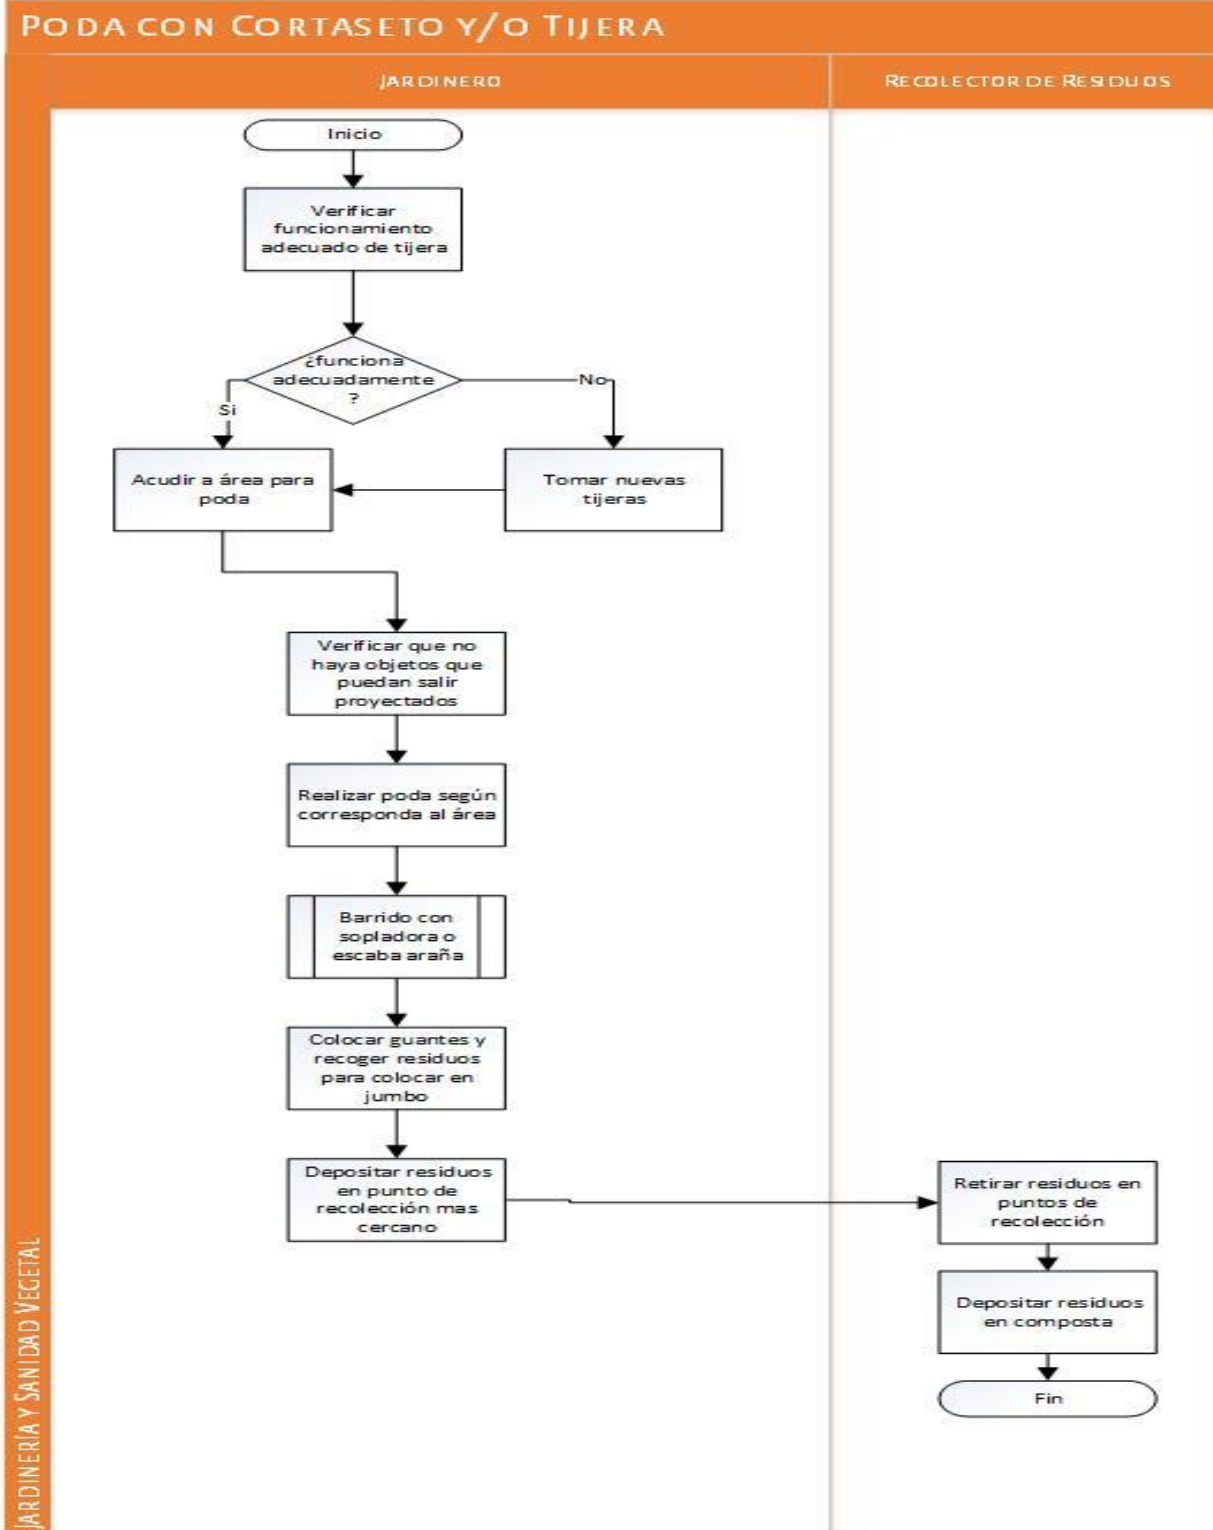 PODA CON CORTASETO Y/O TIJERA
JARDINERO
RECOLECTOR DE RESIDUOS
Inicio
Verificar
funcionamiento
adecuado de tijera
¿funciona
adecuadamente
?
Si
No
Acudir a área para
poda
Tomar nuevas
tijeras
Verificar que no
haya objetos que
puedan salir
proyectados
Realizar poda según
corresponda al área
Barrido con
sopladora o
escaba araña
Colocar guantes y
recoger residuos
para colocar en
jumbo
Depositar residuos
en punto de
recolección mas
cercano
Retirar residuos en
puntos de
recolección
Depositar residuos
en composta
Fin
JARDINERÍA Y SANIDAD VEGETAL